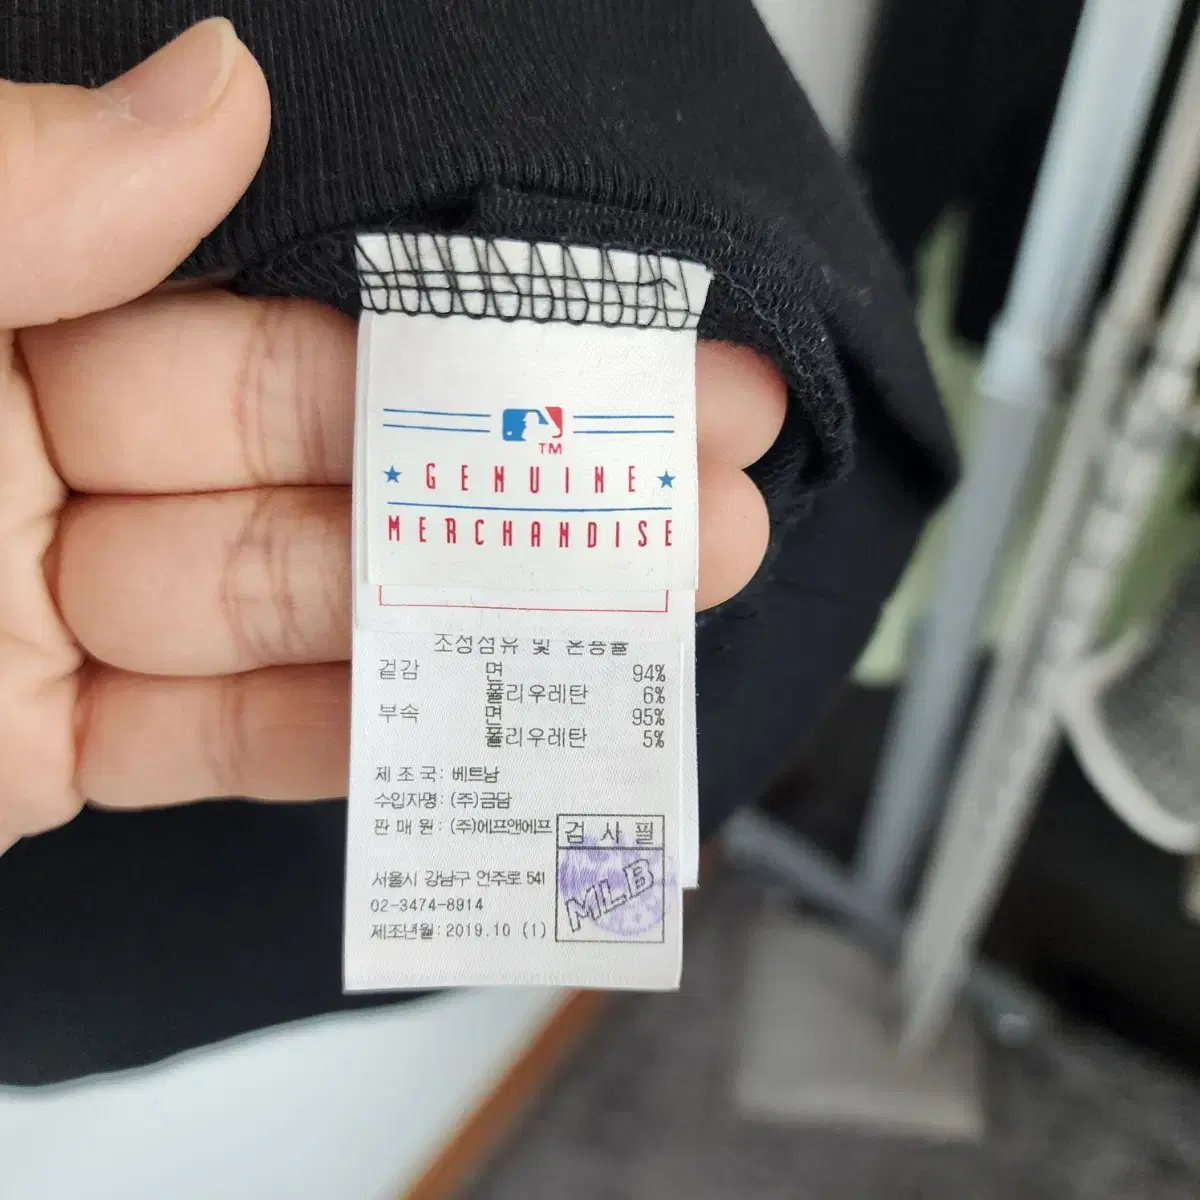 TM
GENUINE
MERCHANDISE
조성섬유 및 혼용율
겉감 면 94%
폴리우레탄 6%
부속 면 95%
폴리우레탄 5%
제 조 국 : 베트남
수입자명 : (주)금담
판 매 원 : (주)에프앤에프
검 사 필
MLB
서울시 강남구 언주로 541
02-3474-8914
제조년월 : 2019.10 (1)